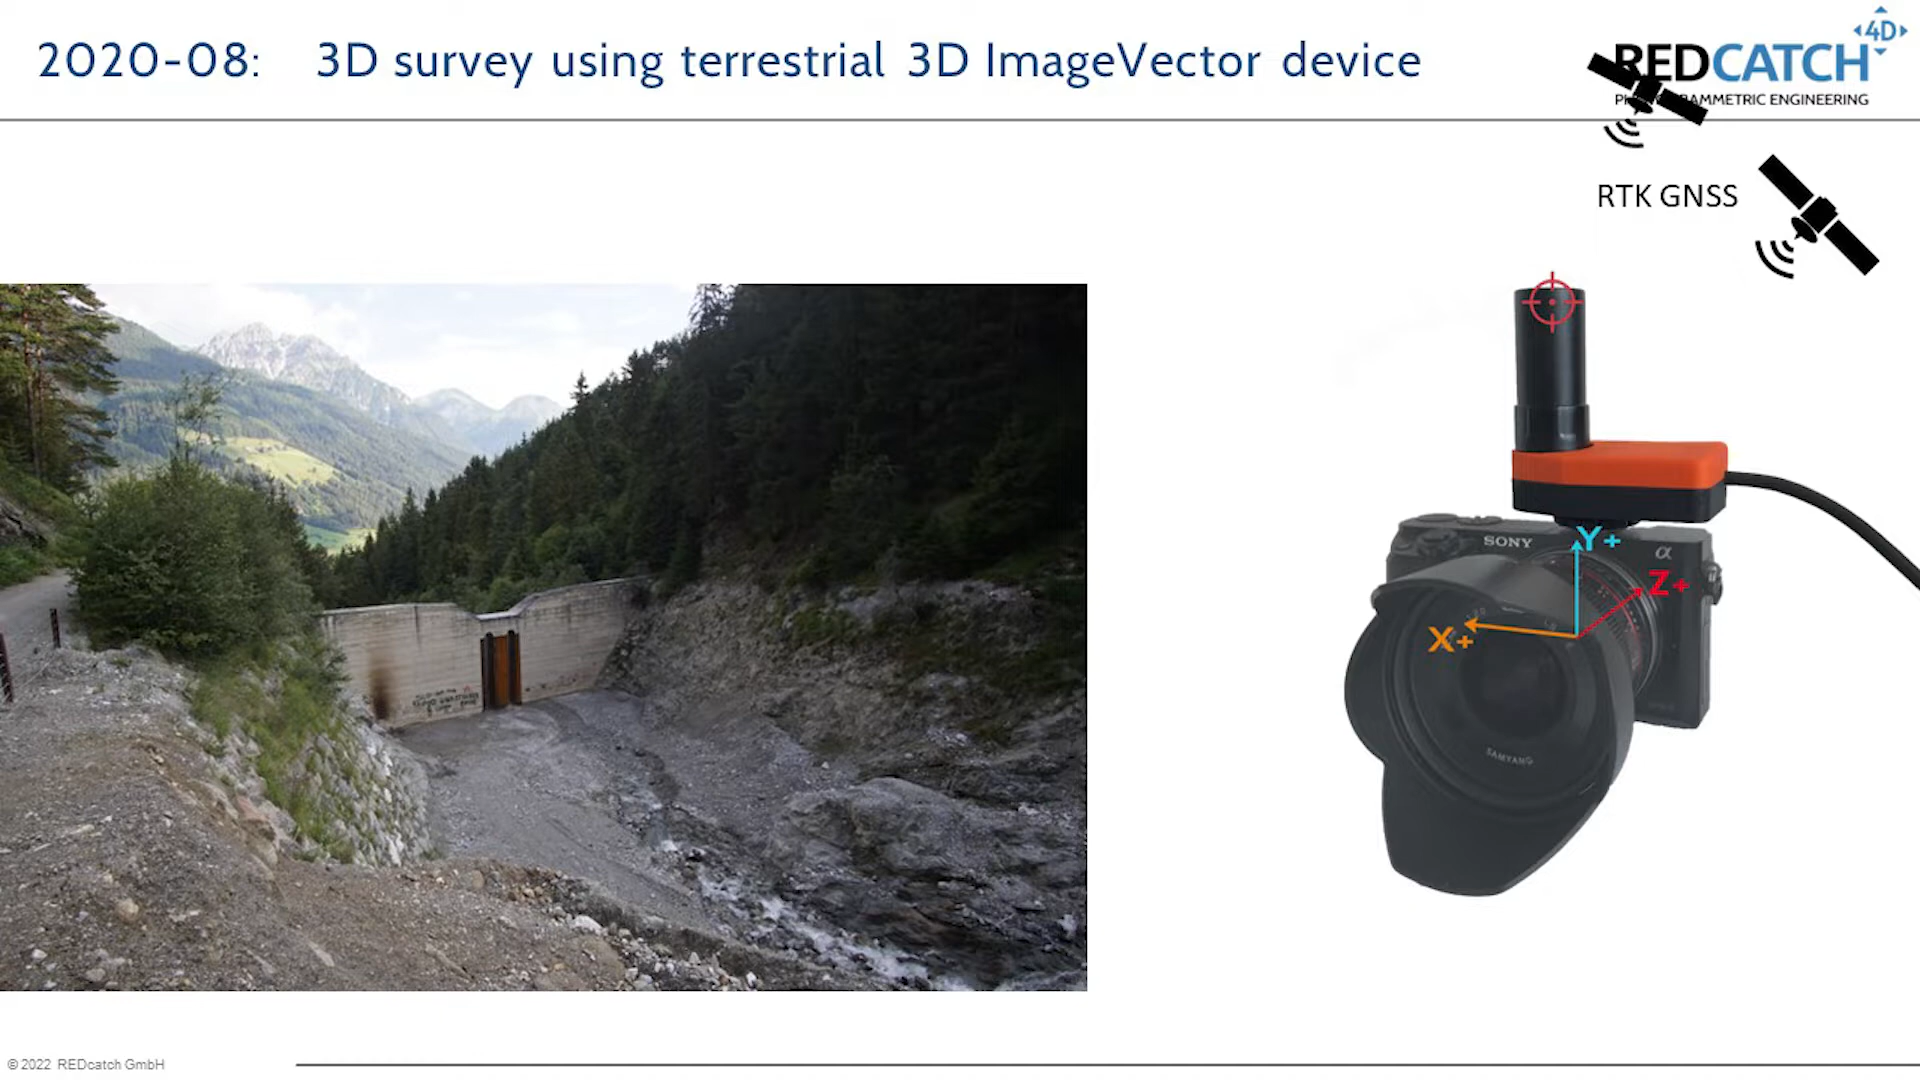 2020-08: 3D survey using terrestrial 3D ImageVector device
4D
REDCATCH
ENGINEERING
RTK GNSS
SONY
α
Y+
Z+
X+
SAMYANG
© 2022 REDcatch GmbH